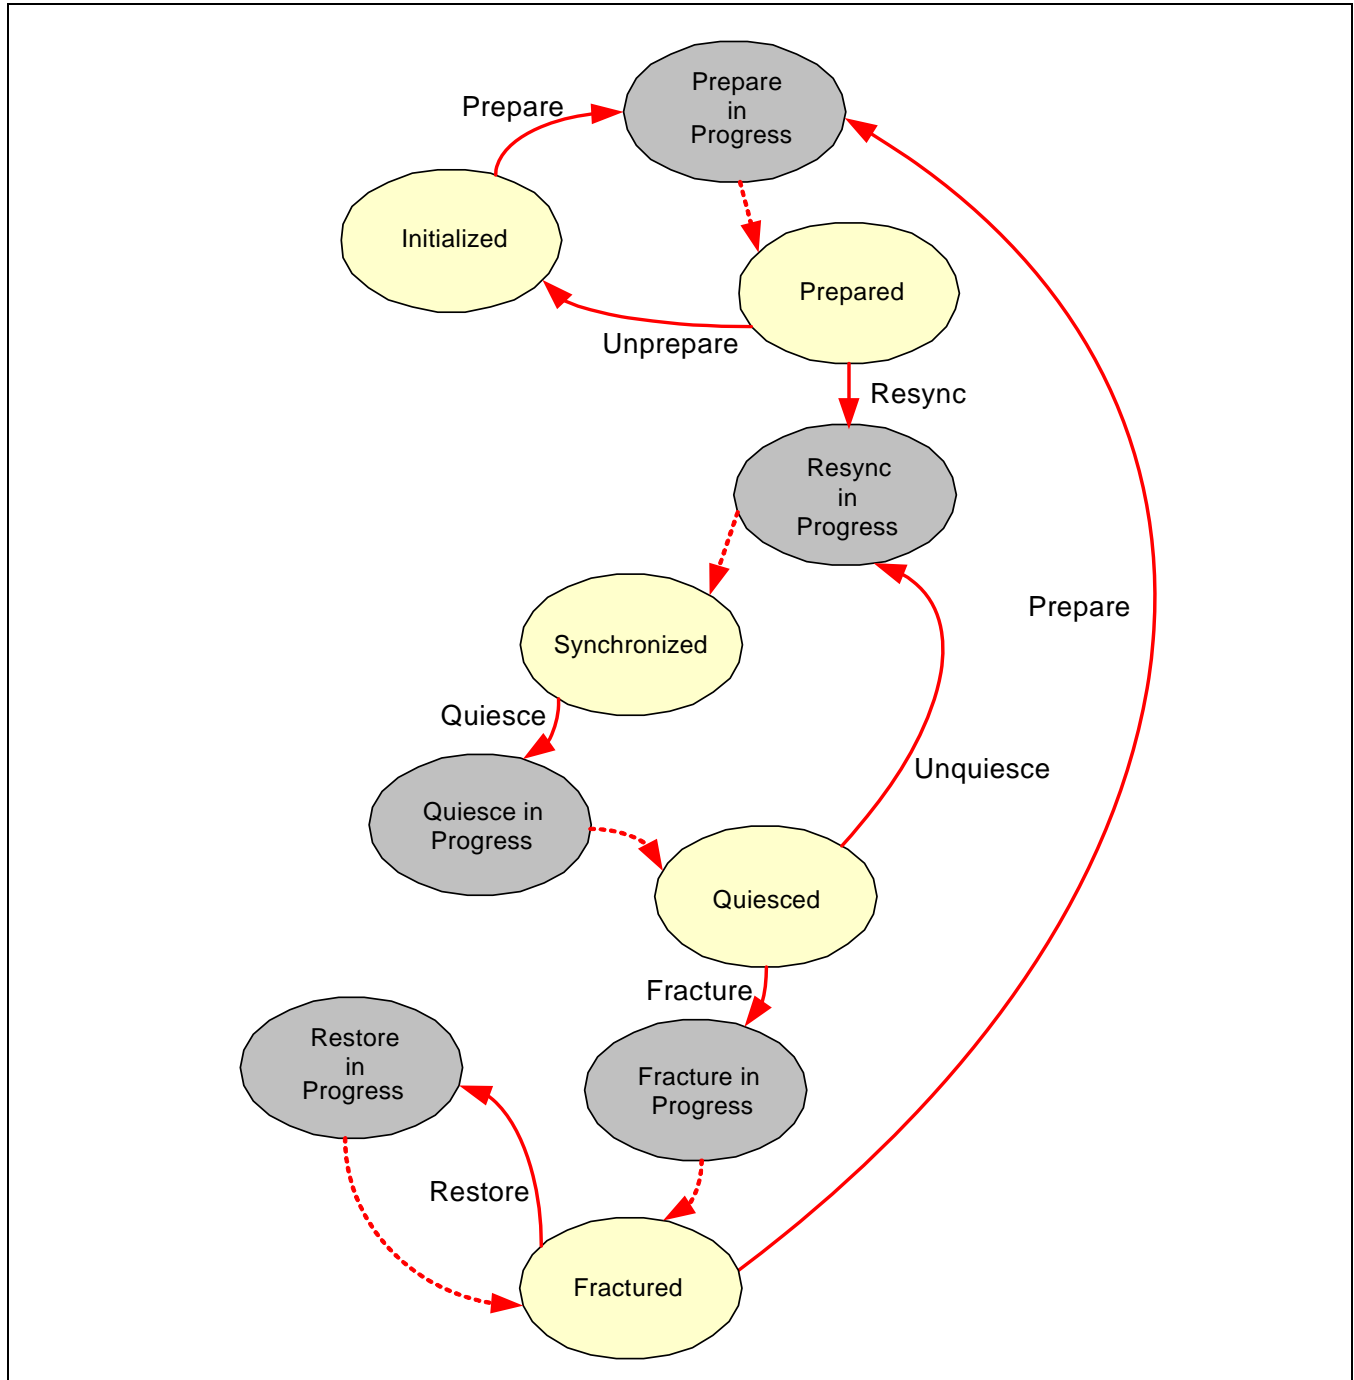 Prepare
in
Progress
Prepare
Initialized
Prepared
Unprepare
Resync
Resync
in
Progress
Prepare
Synchronized
Quiesce
Unquiesce
Quiesce in
Progress
Quiesced
Fracture
Restore
in
Progress
Fracture in
Progress
Restore
Fractured